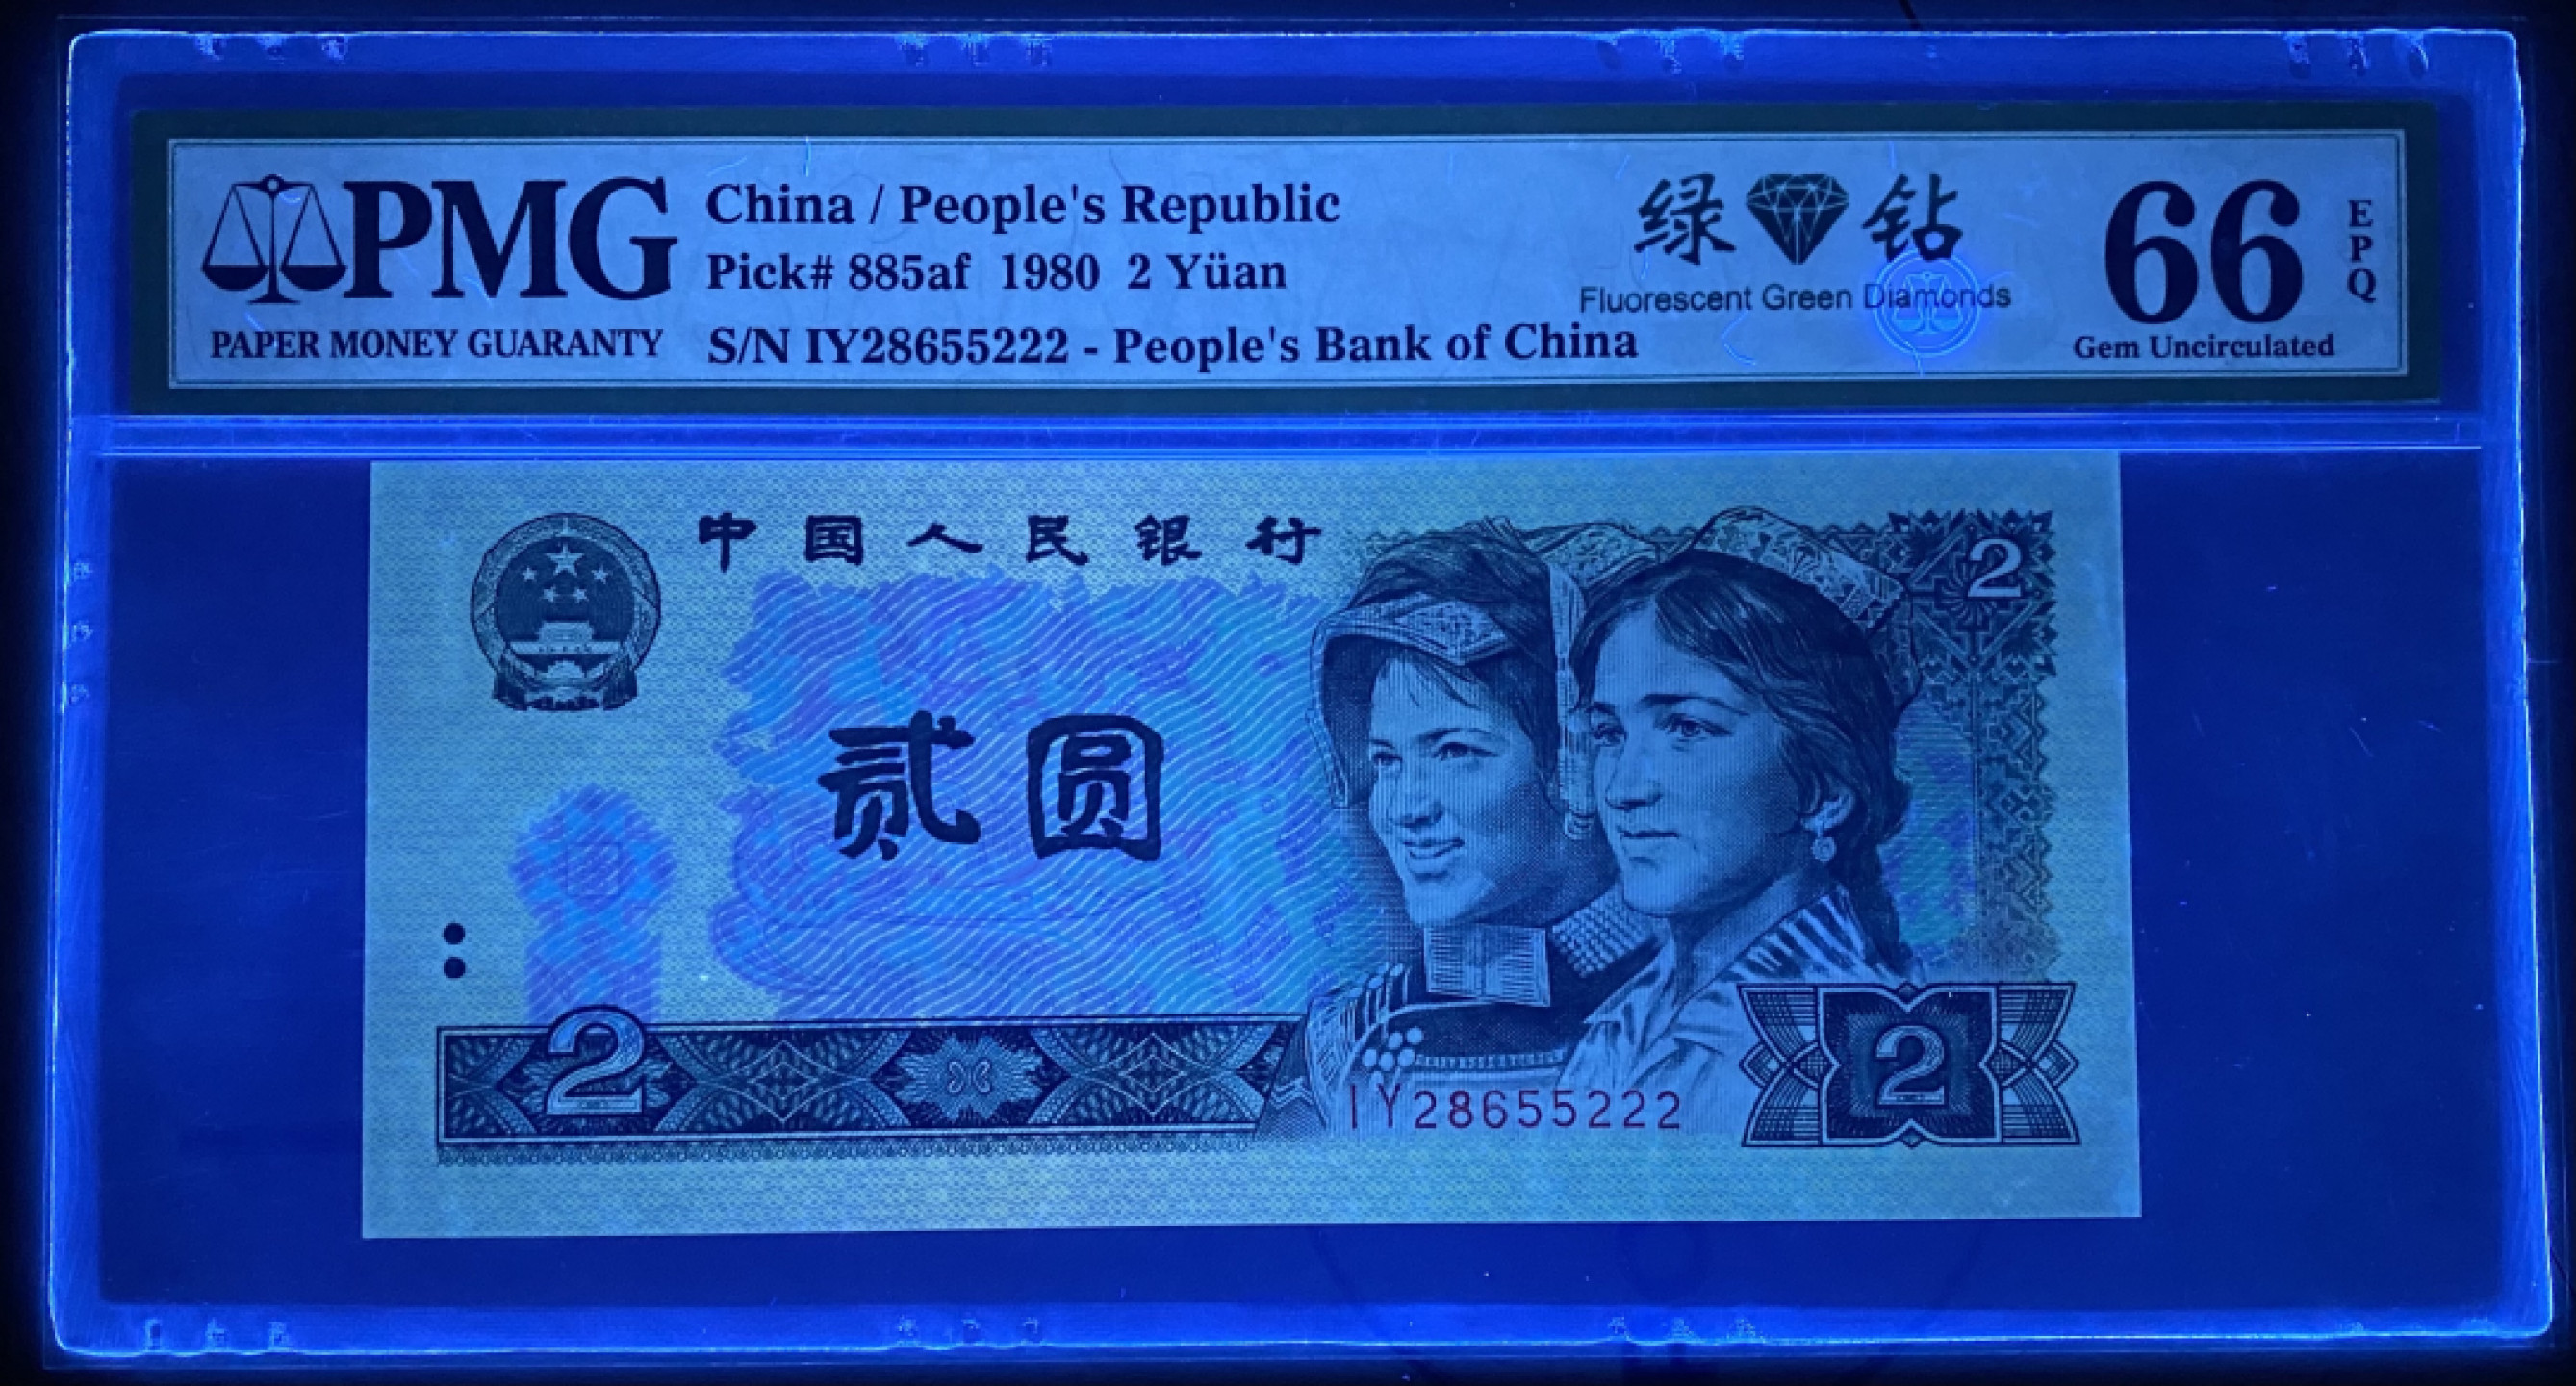 PMG
PAPER MONEY GUARANTY
China / People's Republic
Pick# 885af 1980 2 Yüan
S/N IY28655222 - People's Bank of China
绿钻
Fluorescent Green Diamonds
66
EPQ
Gem Uncirculated
中国人民银行
2
贰圆
2
IY28655222
2